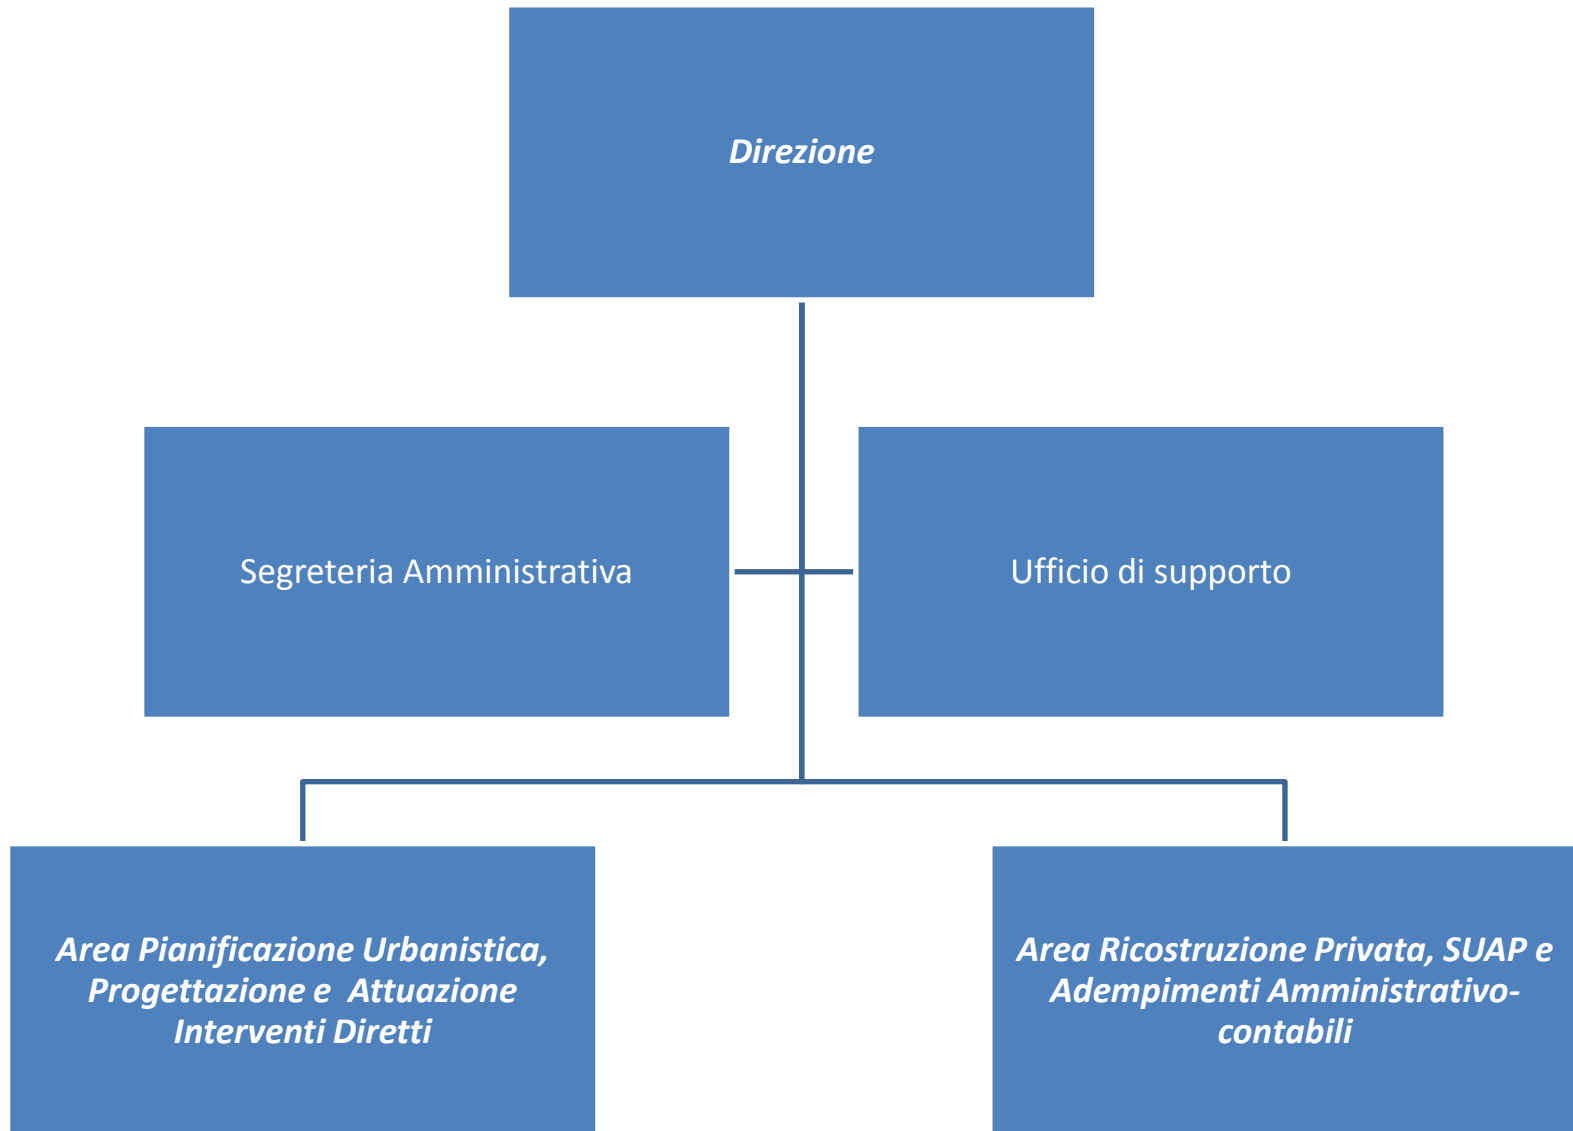 Direzione
Segreteria Amministrativa
Ufficio di supporto
Area Pianificazione Urbanistica,
Progettazione e  Attuazione
Interventi Diretti
Area Ricostruzione Privata, SUAP e
Adempimenti Amministrativo-
contabili